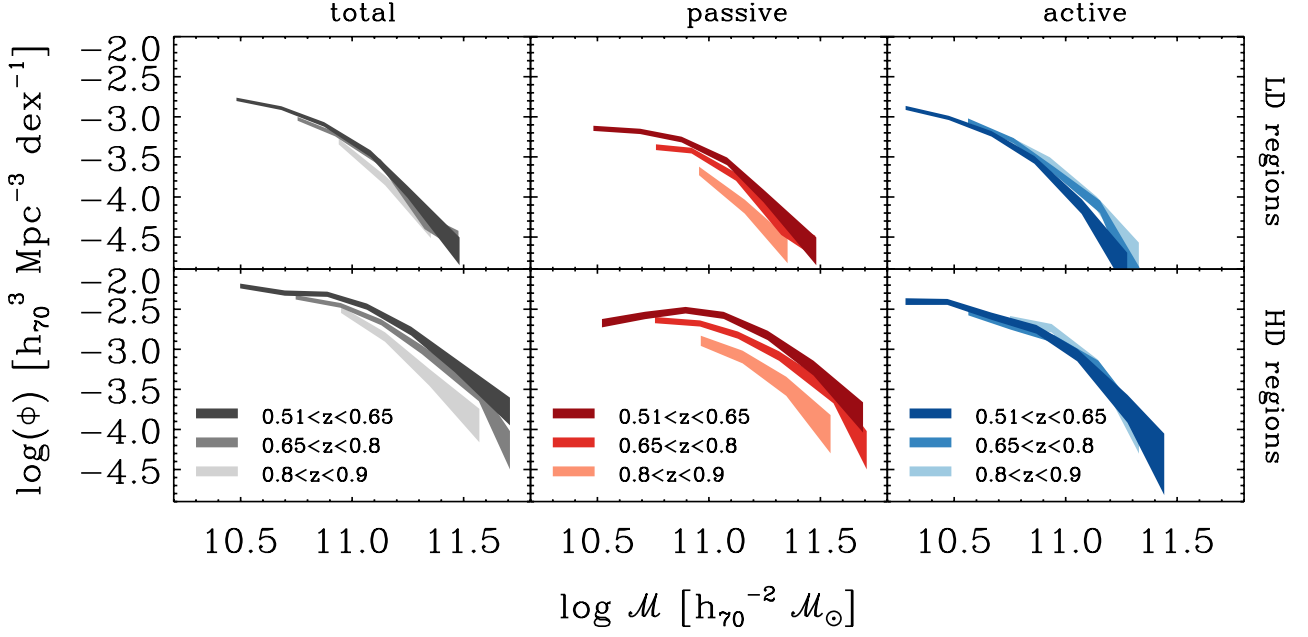 total passive active
−2.0
−2.5
−3.0
−3.5
−4.0
−4.5
LD regions
−2.0
−2.5
−3.0
−3.5
−4.0
−4.5
HD regions
log(Φ) [h₇₀³ Mpc⁻³ dex⁻¹]
0.51<z<0.65 0.51<z<0.65 0.51<z<0.65
0.65<z<0.8 0.65<z<0.8 0.65<z<0.8
0.8<z<0.9 0.8<z<0.9 0.8<z<0.9
10.5 11.0 11.5 10.5 11.0 11.5 10.5 11.0 11.5
log ℳ [h₇₀⁻² ℳ☉]